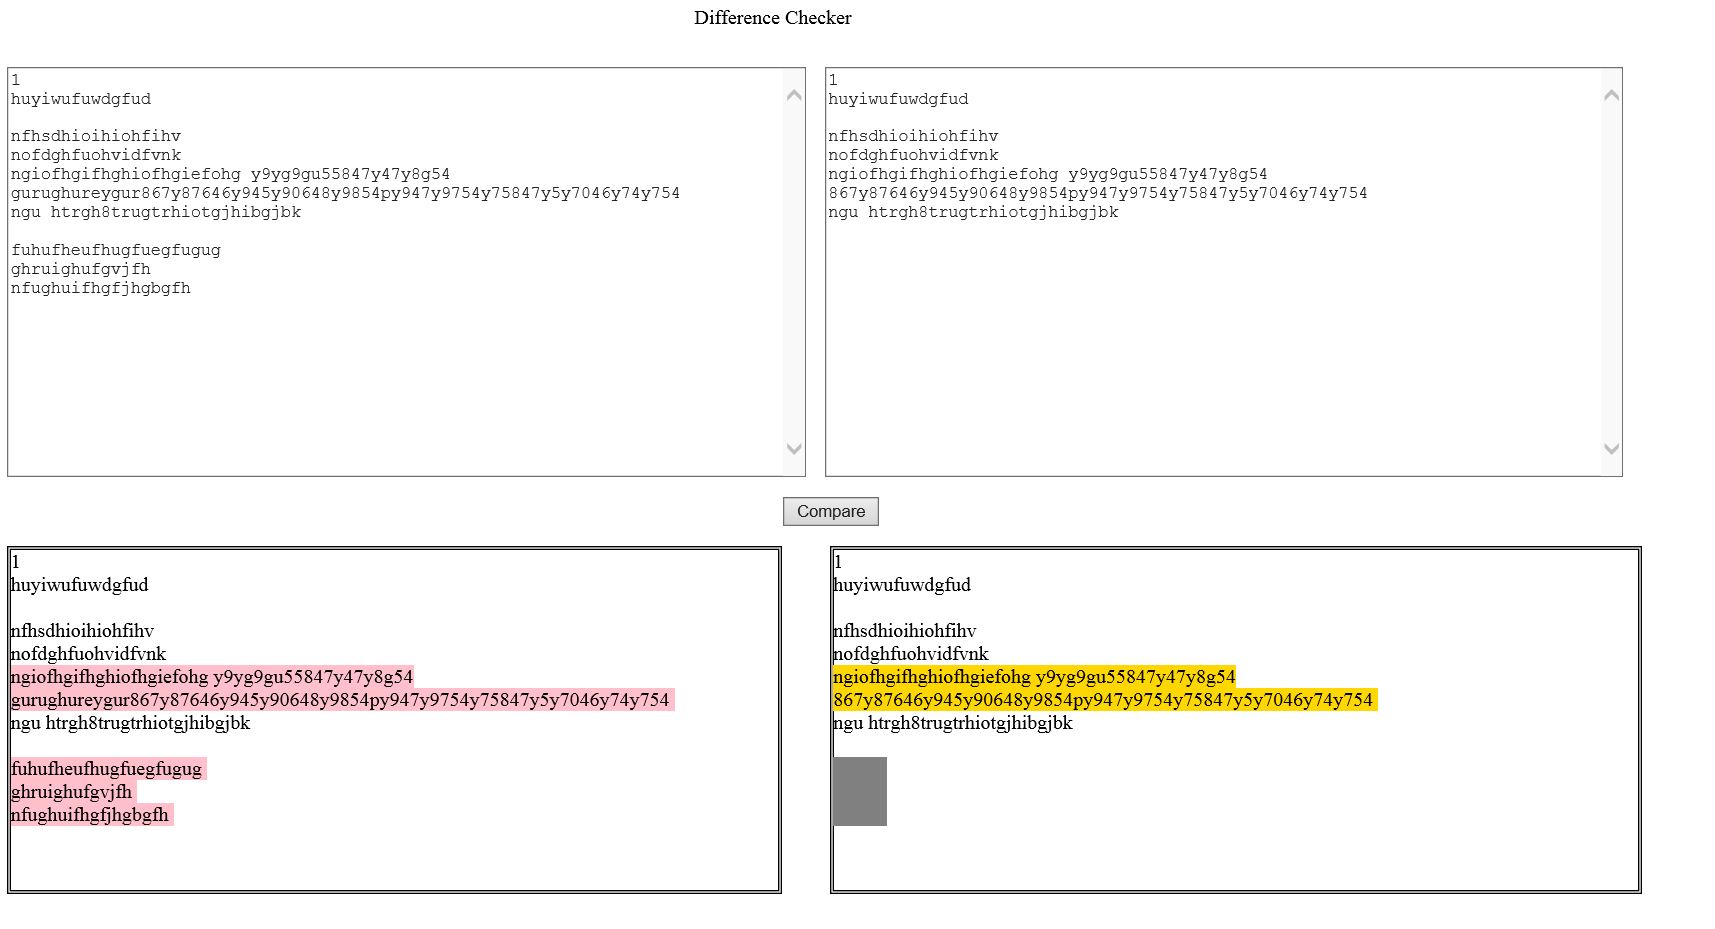 Difference Checker
1
huyiwufuwdgfud
nfhsdhioihiohfihv
nofdghfuohvidfvnk
ngiofhgifhghiofhgiefohg y9yg9gu55847y47y8g54
gurughureygur867y87646y945y90648y9854py947y9754y75847y5y7046y74y754
ngu htrgh8trugtrhiotgjhibgjbk
fuhufheufhugfuegfugug
ghruighufgvjfh
nfughuifhgfjhgbgfh
1
huyiwufuwdgfud
nfhsdhioihiohfihv
nofdghfuohvidfvnk
ngiofhgifhghiofhgiefohg y9yg9gu55847y47y8g54
867y87646y945y90648y9854py947y9754y75847y5y7046y74y754
ngu htrgh8trugtrhiotgjhibgjbk
Compare
1
huyiwufuwdgfud
nfhsdhioihiohfihv
nofdghfuohvidfvnk
ngiofhgifhghiofhgiefohg y9yg9gu55847y47y8g54
gurughureygur867y87646y945y90648y9854py947y9754y75847y5y7046y74y754
ngu htrgh8trugtrhiotgjhibgjbk
fuhufheufhugfuegfugug
ghruighufgvjfh
nfughuifhgfjhgbgfh
1
huyiwufuwdgfud
nfhsdhioihiohfihv
nofdghfuohvidfvnk
ngiofhgifhghiofhgiefohg y9yg9gu55847y47y8g54
867y87646y945y90648y9854py947y9754y75847y5y7046y74y754
ngu htrgh8trugtrhiotgjhibgjbk